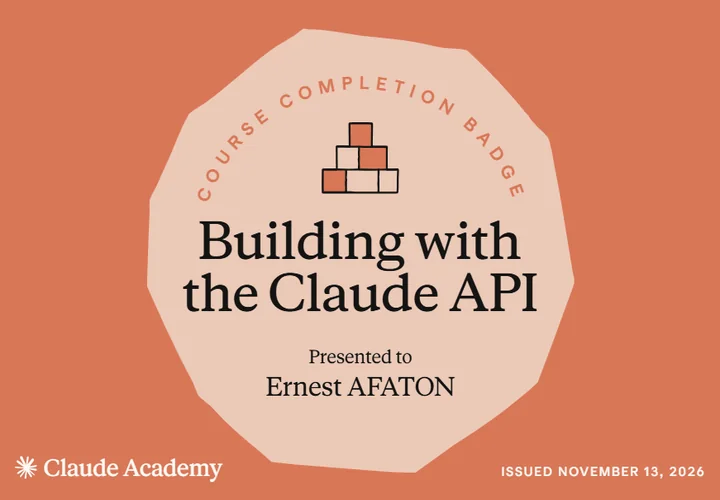 COURSE COMPLETION BADGE
Building with
the Claude API
Presented to
Ernest AFATON
Claude Academy
ISSUED NOVEMBER 13, 2026